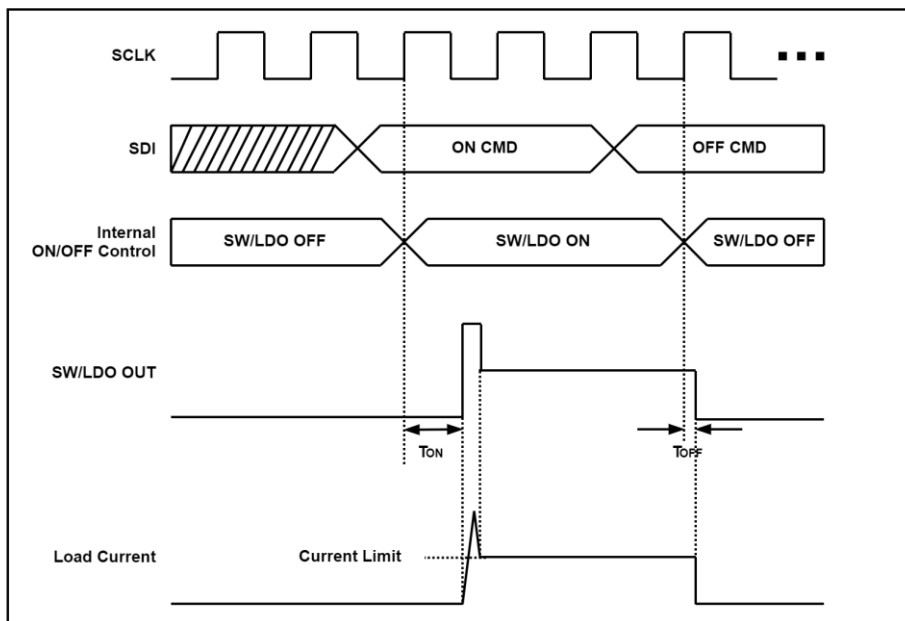 SCLK
SDI
ON CMD
OFF CMD
Internal
ON/OFF Control
SW/LDO OFF
SW/LDO ON
SW/LDO OFF
SW/LDO OUT
TON
TOFF
Load Current
Current Limit